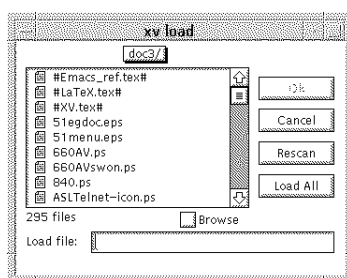 xv load
doc3/
#Emacs_ref.tex#
#LaTeX.tex#
#XV.tex#
51egdoc.eps
51menu.eps
660AV.ps
660AVswon.ps
840.ps
ASLTelnet-icon.ps
Ok
Cancel
Rescan
Load All
295 files
Browse
Load file: